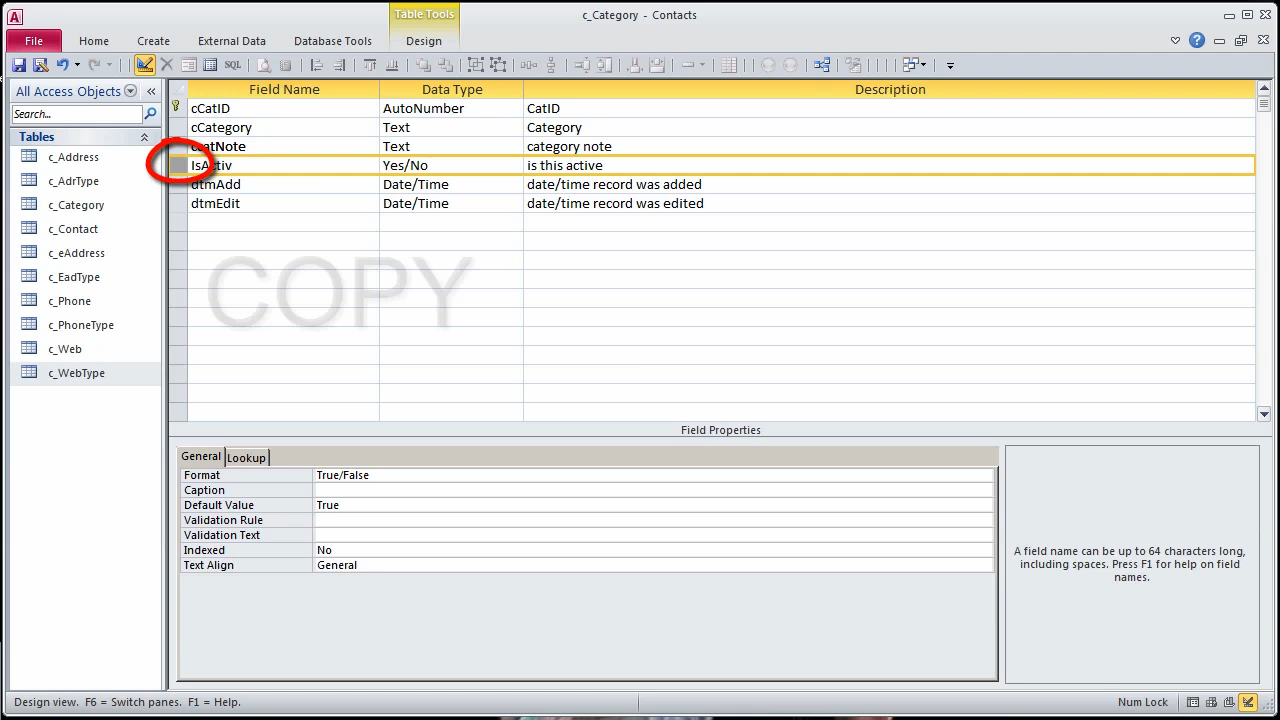 c_Category - Contacts
Table Tools
File Home Create External Data Database Tools Design
SQL
All Access Objects
Search...
Tables
c_Address
c_AdrType
c_Category
c_Contact
c_eAddress
c_EadType
c_Phone
c_PhoneType
c_Web
c_WebType
Field Name Data Type Description
cCatID AutoNumber CatID
cCategory Text Category
ccatNote Text category note
IsActiv Yes/No is this active
dtmAdd Date/Time date/time record was added
dtmEdit Date/Time date/time record was edited
COPY
Field Properties
General Lookup
Format True/False
Caption
Default Value True
Validation Rule
Validation Text
Indexed No
Text Align General
A field name can be up to 64 characters long,
including spaces. Press F1 for help on field
names.
Design view. F6 = Switch panes. F1 = Help.
Num Lock